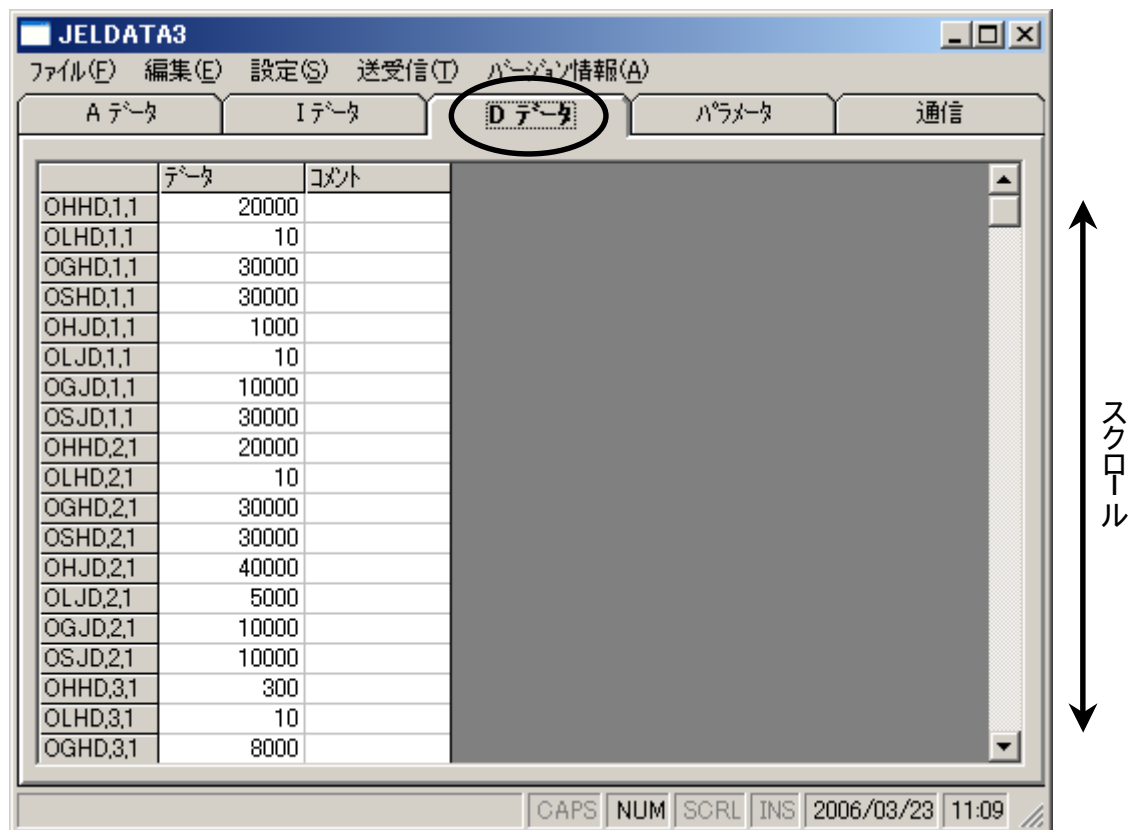 JELDATA3
ﾌｧｲﾙ(F) 編集(E) 設定(S) 送受信(T) ﾊﾞｰｼﾞｮﾝ情報(A)
A ﾃﾞｰﾀ I ﾃﾞｰﾀ D ﾃﾞｰﾀ ﾊﾟﾗﾒｰﾀ 通信
ﾃﾞｰﾀ ｺﾒﾝﾄ
OHHD,1,1 20000
OLHD,1,1 10
OGHD,1,1 30000
OSHD,1,1 30000
OHJD,1,1 1000
OLJD,1,1 10
OGJD,1,1 10000
OSJD,1,1 30000
OHHD,2,1 20000
OLHD,2,1 10
OGHD,2,1 30000
OSHD,2,1 30000
OHJD,2,1 40000
OLJD,2,1 5000
OGJD,2,1 10000
OSJD,2,1 10000
OHHD,3,1 300
OLHD,3,1 10
OGHD,3,1 8000
スクロール
CAPS NUM SCRL INS 2006/03/23 11:09